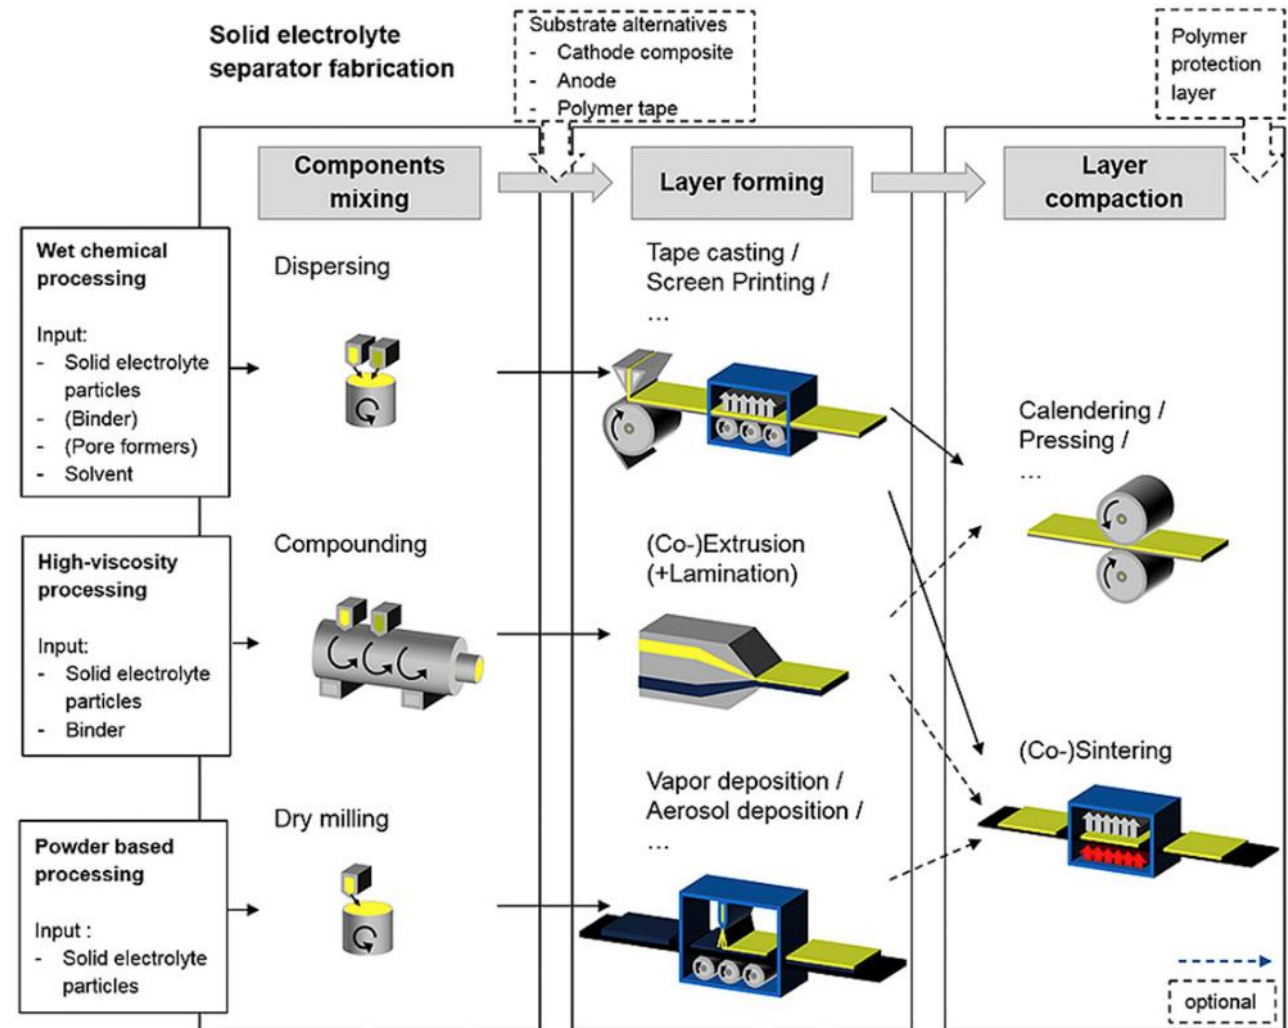 Solid electrolyte
separator fabrication
Substrate alternatives
- Cathode composite
- Anode
- Polymer tape
Polymer
protection
layer
Components
mixing
Layer forming
Layer
compaction
Wet chemical
processing
Input:
- Solid electrolyte
particles
- (Binder)
- (Pore formers)
- Solvent
Dispersing
Tape casting /
Screen Printing /
...
Calendering /
Pressing /
...
High-viscosity
processing
Input:
- Solid electrolyte
particles
- Binder
Compounding
(Co-)Extrusion
(+Lamination)
(Co-)Sintering
Powder based
processing
Input :
- Solid electrolyte
particles
Dry milling
Vapor deposition /
Aerosol deposition /
...
optional